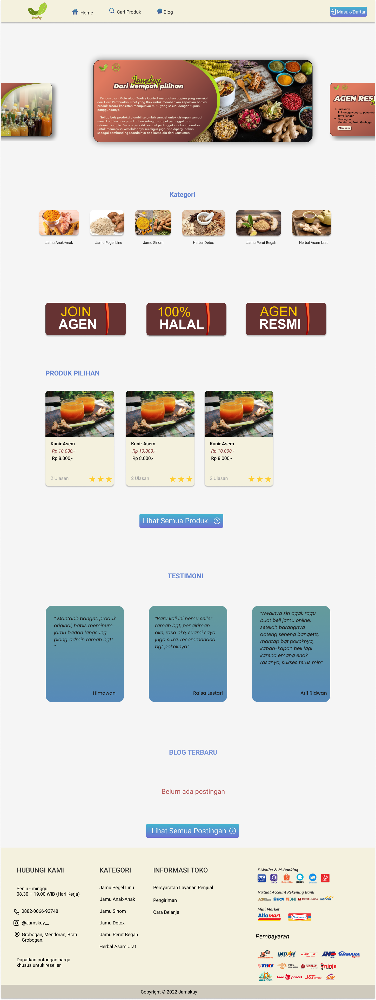 Jamskuy
Home
Cari Produk
Blog
Masuk/Daftar
Jamskuy
Dari Rempah pilihan
Pengawasan Mutu atau Quality Control merupakan bagian yang esensial
dari Cara Pembuatan Obat yang Baik untuk memberikan kepastian bahwa
produk secara konsisten mempunyai mutu yang sesuai dengan tujuan
penggunaanya.
Setiap bets produksi diambil sejumlah sampel untuk disimpan sampai
masa kadaluwarsa plus 1 tahun sebagai sampel pertinggal atau
retained sample. Secara periodik sampel pertinggal ini akan dianalisa
untuk memeriksa kestabilannya sekaligus juga bisa dipergunakan
sebagai pembanding seandainya ada komplain dari konsumen.
AGEN RES
1. Surakarta
Jl. Honggowongso, panalura
Jawa Tengah
2. Grobogan
Menduran, Brati, Grobogan
More Info
Kategori
Jamu Anak-Anak
Jamu Pegel Linu
Jamu Sinom
Herbal Detox
Jamu Perut Begah
Herbal Asam Urat
JOIN
AGEN
100%
HALAL
AGEN
RESMI
PRODUK PILIHAN
Kunir Asem
Rp 10.000,-
Rp 8.000,-
2 Ulasan
Kunir Asem
Rp 10.000,-
Rp 8.000,-
2 Ulasan
Kunir Asem
Rp 10.000,-
Rp 8.000,-
2 Ulasan
Lihat Semua Produk
TESTIMONI
“ Mantabb banget, produk
original, habis meminum
jamu badan langsung
plong..admin ramah bgtt
”
Himawan
“Baru kali ini nemu seller
ramah bgt, pengiriman
oke, rasa oke, suami saya
juga suka, recommended
bgt pokoknya”
Raisa Lestari
“Awalnya sih agak ragu
buat beli jamu online,
setelah barangnya
dateng seneng bangettt,
mantap bgt pokoknya,
kapan-kapan beli lagi
karena emang enak
rasanya, sukses terus min”
Arif Ridwan
BLOG TERBARU
Belum ada postingan
Lihat Semua Postingan
HUBUNGI KAMI
Senin - minggu
08.30 – 19.00 WIB (Hari Kerja)
0882-0066-92748
@Jamskuy__
Grobogan, Mendoran, Brati
Grobogan.
Dapatkan potongan harga
khusus untuk reseller.
KATEGORI
Jamu Pegel Linu
Jamu Anak-Anak
Jamu Sinom
Jamu Detox
Jamu Perut Begah
Herbal Asam Urat
INFORMASI TOKO
Persyaratan Layanan Penjual
Pengiriman
Cara Belanja
E-Wallet & M-Banking
BCA mobile
OVO
ShopeePay
gopay
DANA
Link Aja!
Virtual Account Rekening Bank
BCA
BNI
CIMB NIAGA
mandiri
Mini Market
Alfamart
Indomaret
Pembayaran
BAYAR DITEMPAT
INDAH LOGISTIK CARGO
JET EXPRESS
JNE EXPRESS
WAHANA Express
TIKI
POS INDONESIA
SICEPAT
ninja xpress
KURIR TOKO
Lion parcel
J&T EXPRESS
SAP
Copyright © 2022 Jamskuy